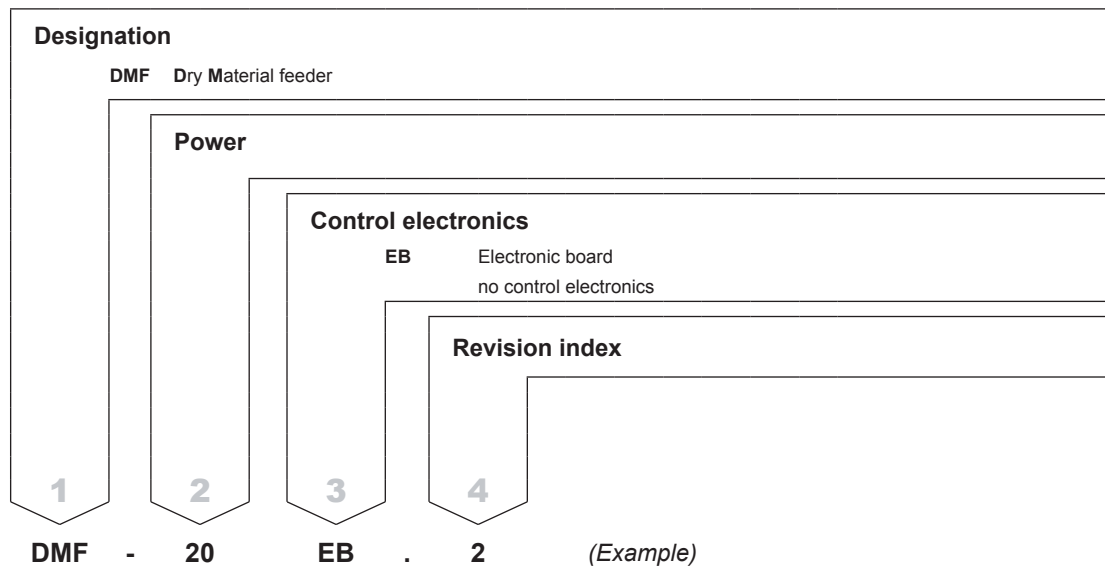 Designation
DMF Dry Material feeder
Power
Control electronics
EB Electronic board
no control electronics
Revision index
1 2 3 4
DMF - 20 EB . 2 (Example)